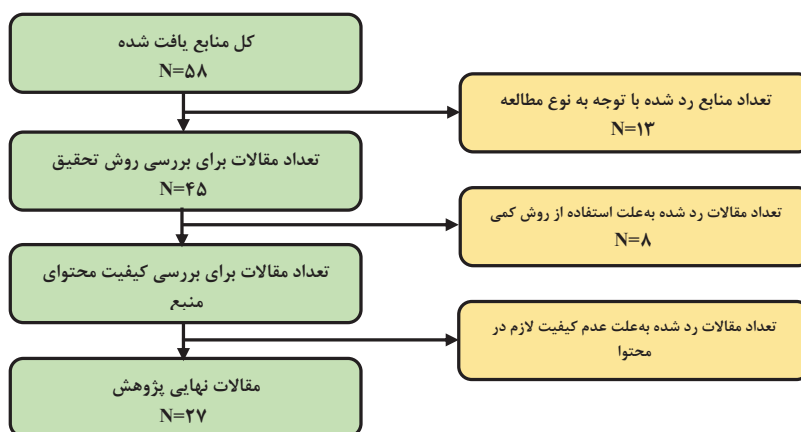 کل منابع یافت شده
N=۵۸
تعداد منابع رد شده با توجه به نوع مطالعه
N=۱۳
تعداد مقالات برای بررسی روش تحقیق
N=۴۵
تعداد مقالات رد شده به‌علت استفاده از روش کمی
N=۸
تعداد مقالات برای بررسی کیفیت محتوای
منبع
تعداد مقالات رد شده به‌علت عدم کیفیت لازم در
محتوا
مقالات نهایی پژوهش
N=۲۷